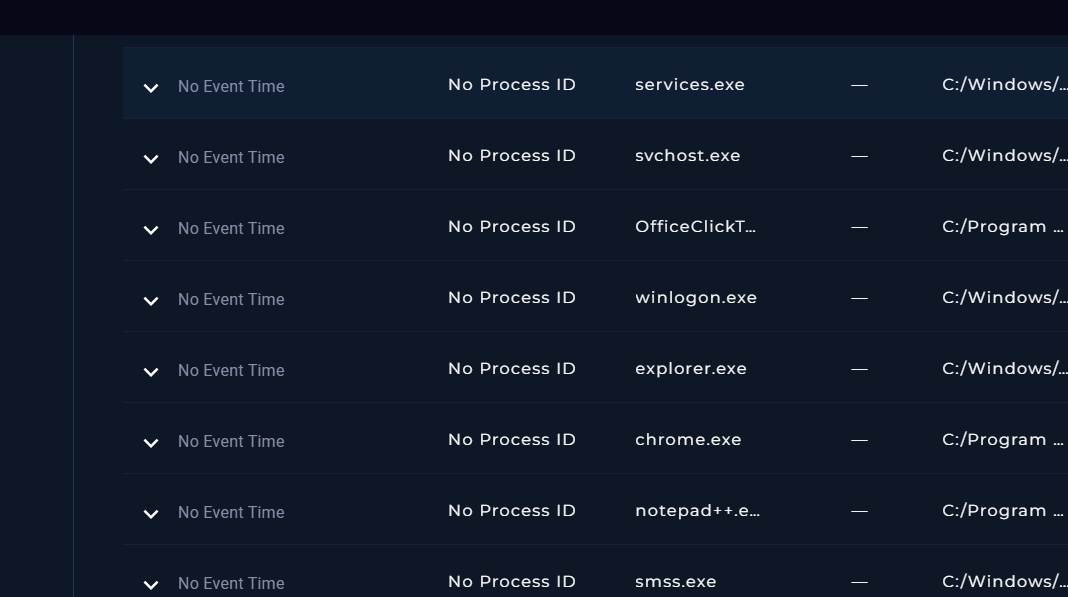 No Event Time No Process ID services.exe — C:/Windows/…
No Event Time No Process ID svchost.exe — C:/Windows/…
No Event Time No Process ID OfficeClickT… — C:/Program …
No Event Time No Process ID winlogon.exe — C:/Windows/…
No Event Time No Process ID explorer.exe — C:/Windows/…
No Event Time No Process ID chrome.exe — C:/Program …
No Event Time No Process ID notepad++.e… — C:/Program …
No Event Time No Process ID smss.exe — C:/Windows/…